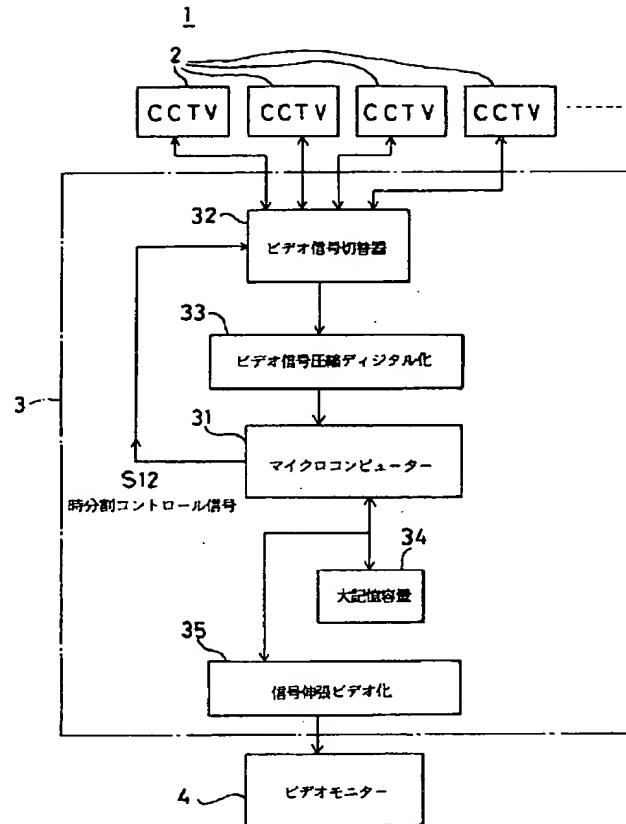 1
2
CCTV CCTV CCTV CCTV
32
ビデオ信号切替器
33
ビデオ信号圧縮ディジタル化
3
31
マイクロコンピューター
S12
時分割コントロール信号
34
大記憶容量
35
信号伸張ビデオ化
4
ビデオモニター